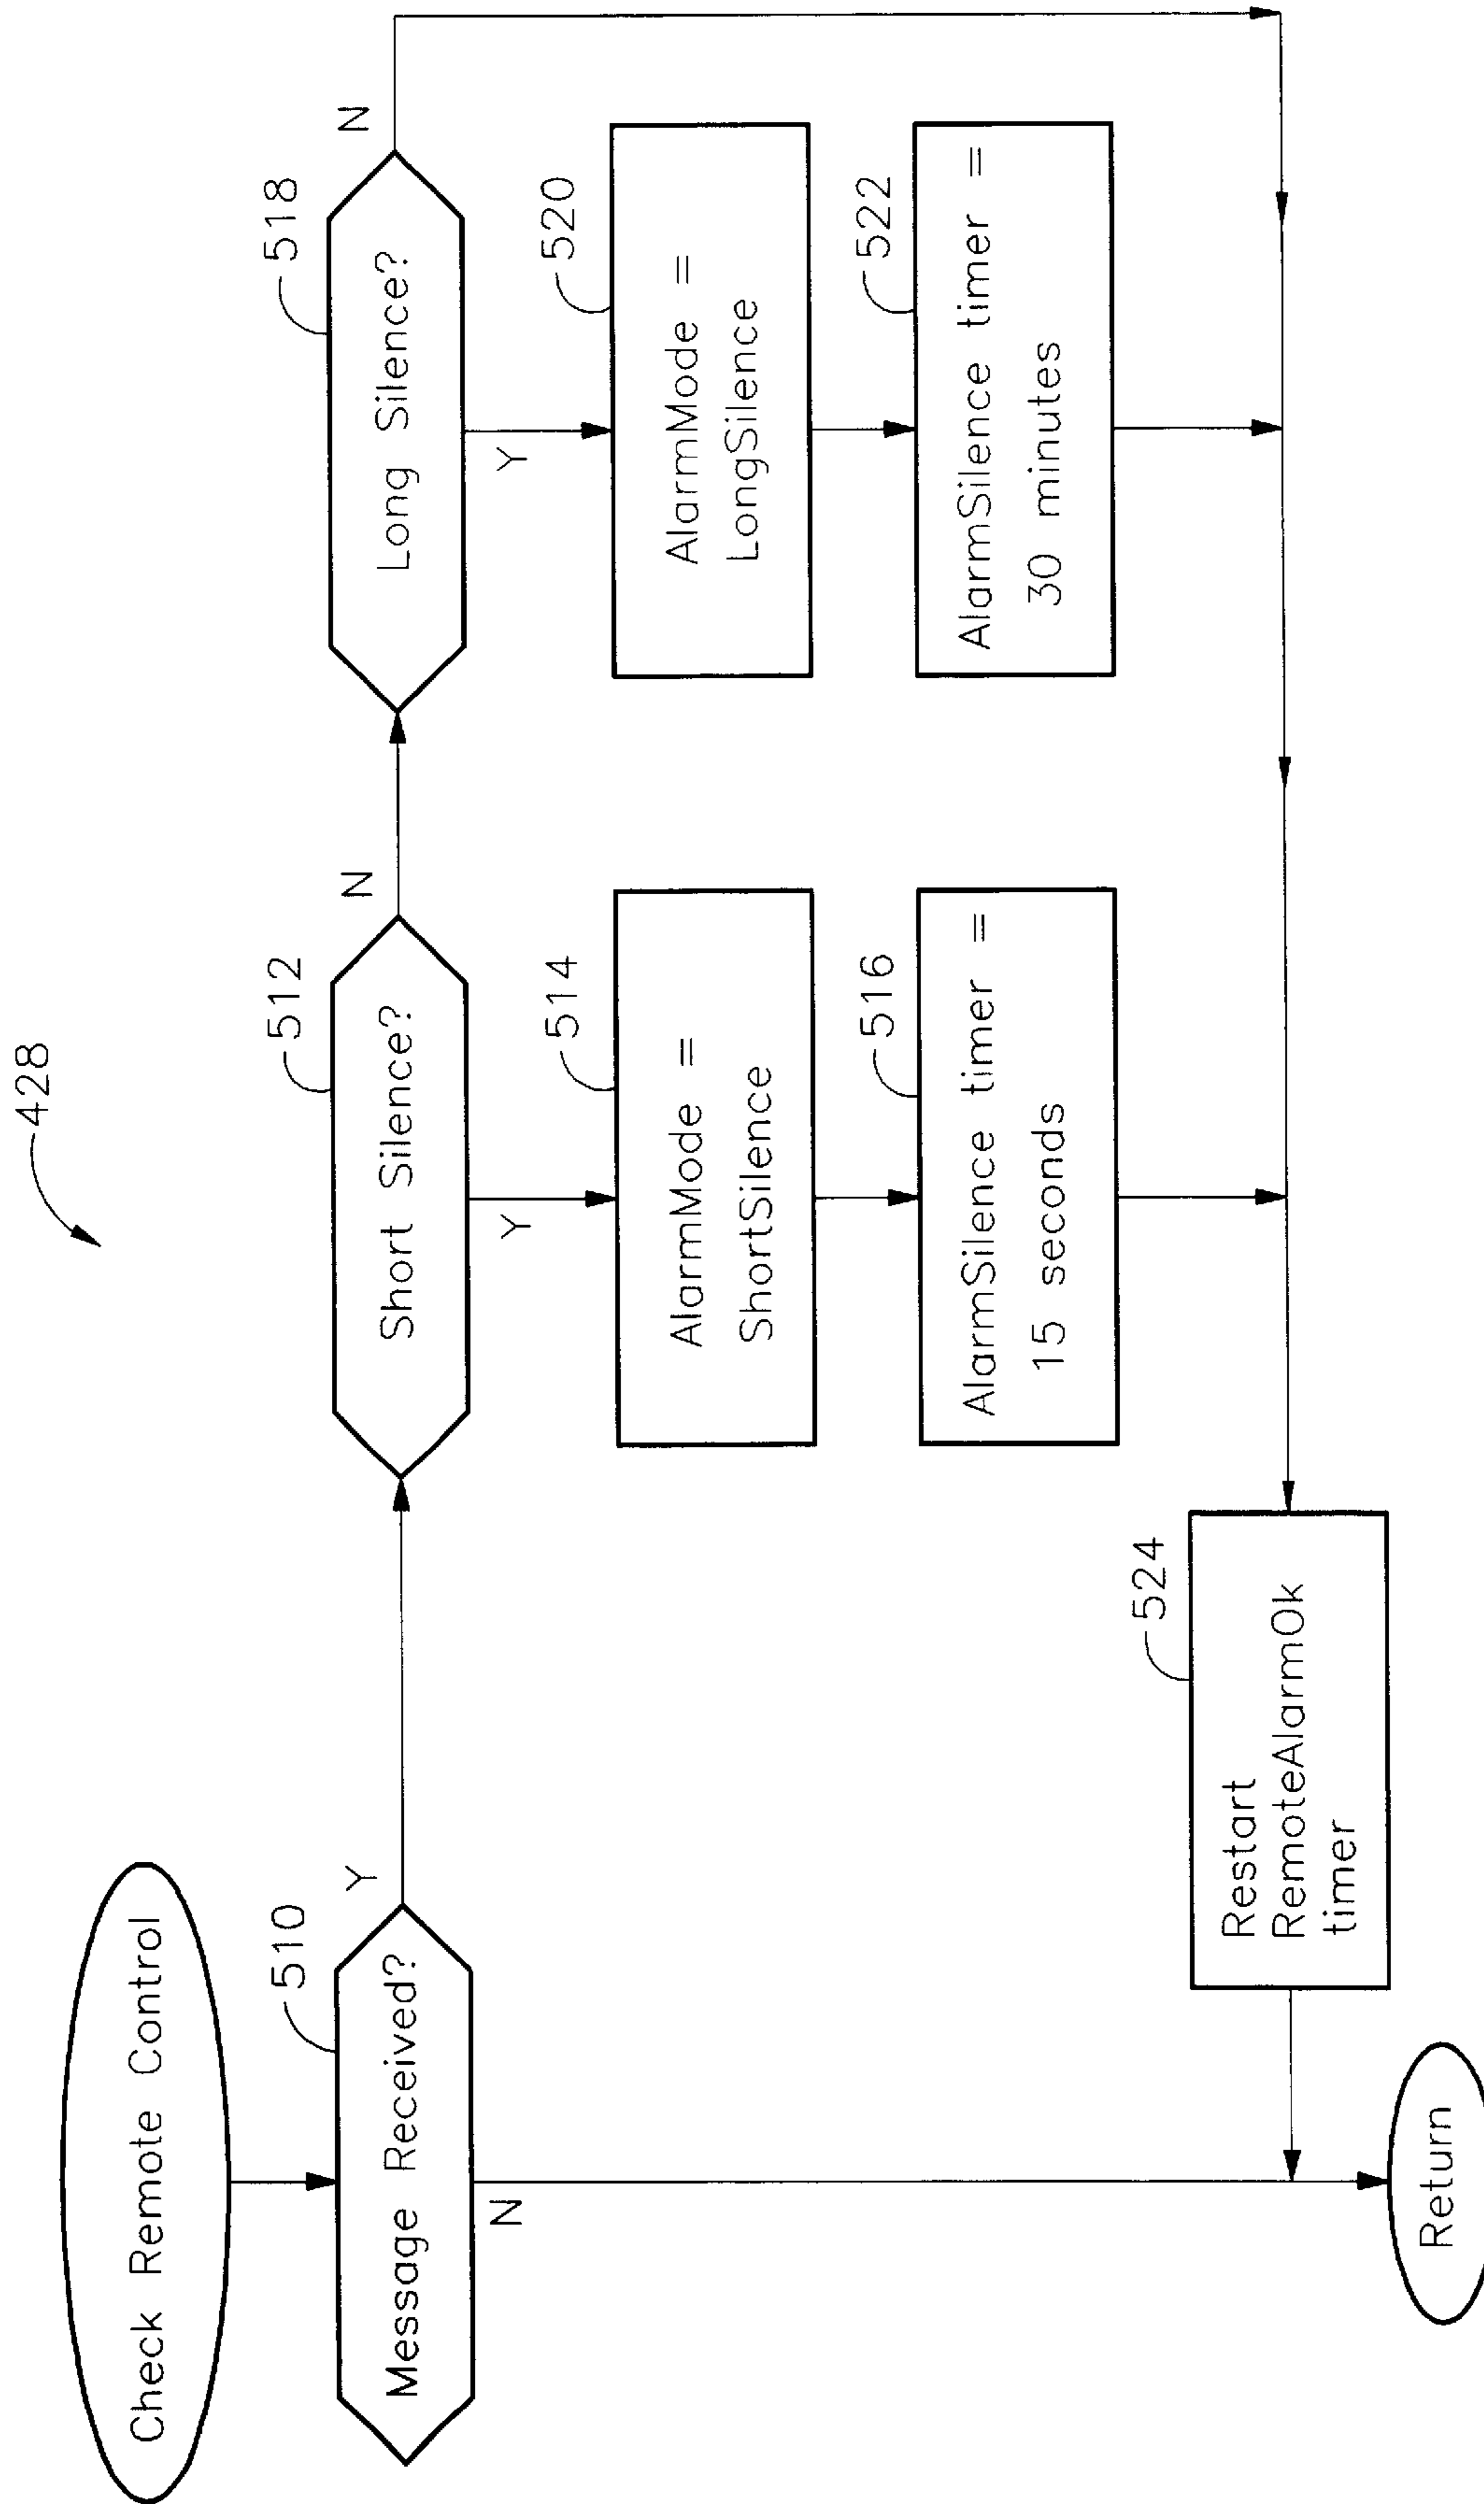 428
Check Remote Control
510
Message Received?
Y
N
512
Short Silence?
N
Y
514
AlarmMode =
ShortSilence
516
AlarmSilence timer =
15 seconds
518
Long Silence?
N
Y
520
AlarmMode =
LongSilence
522
AlarmSilence timer =
30 minutes
524
Restart
RemoteAlarmOk
timer
Return